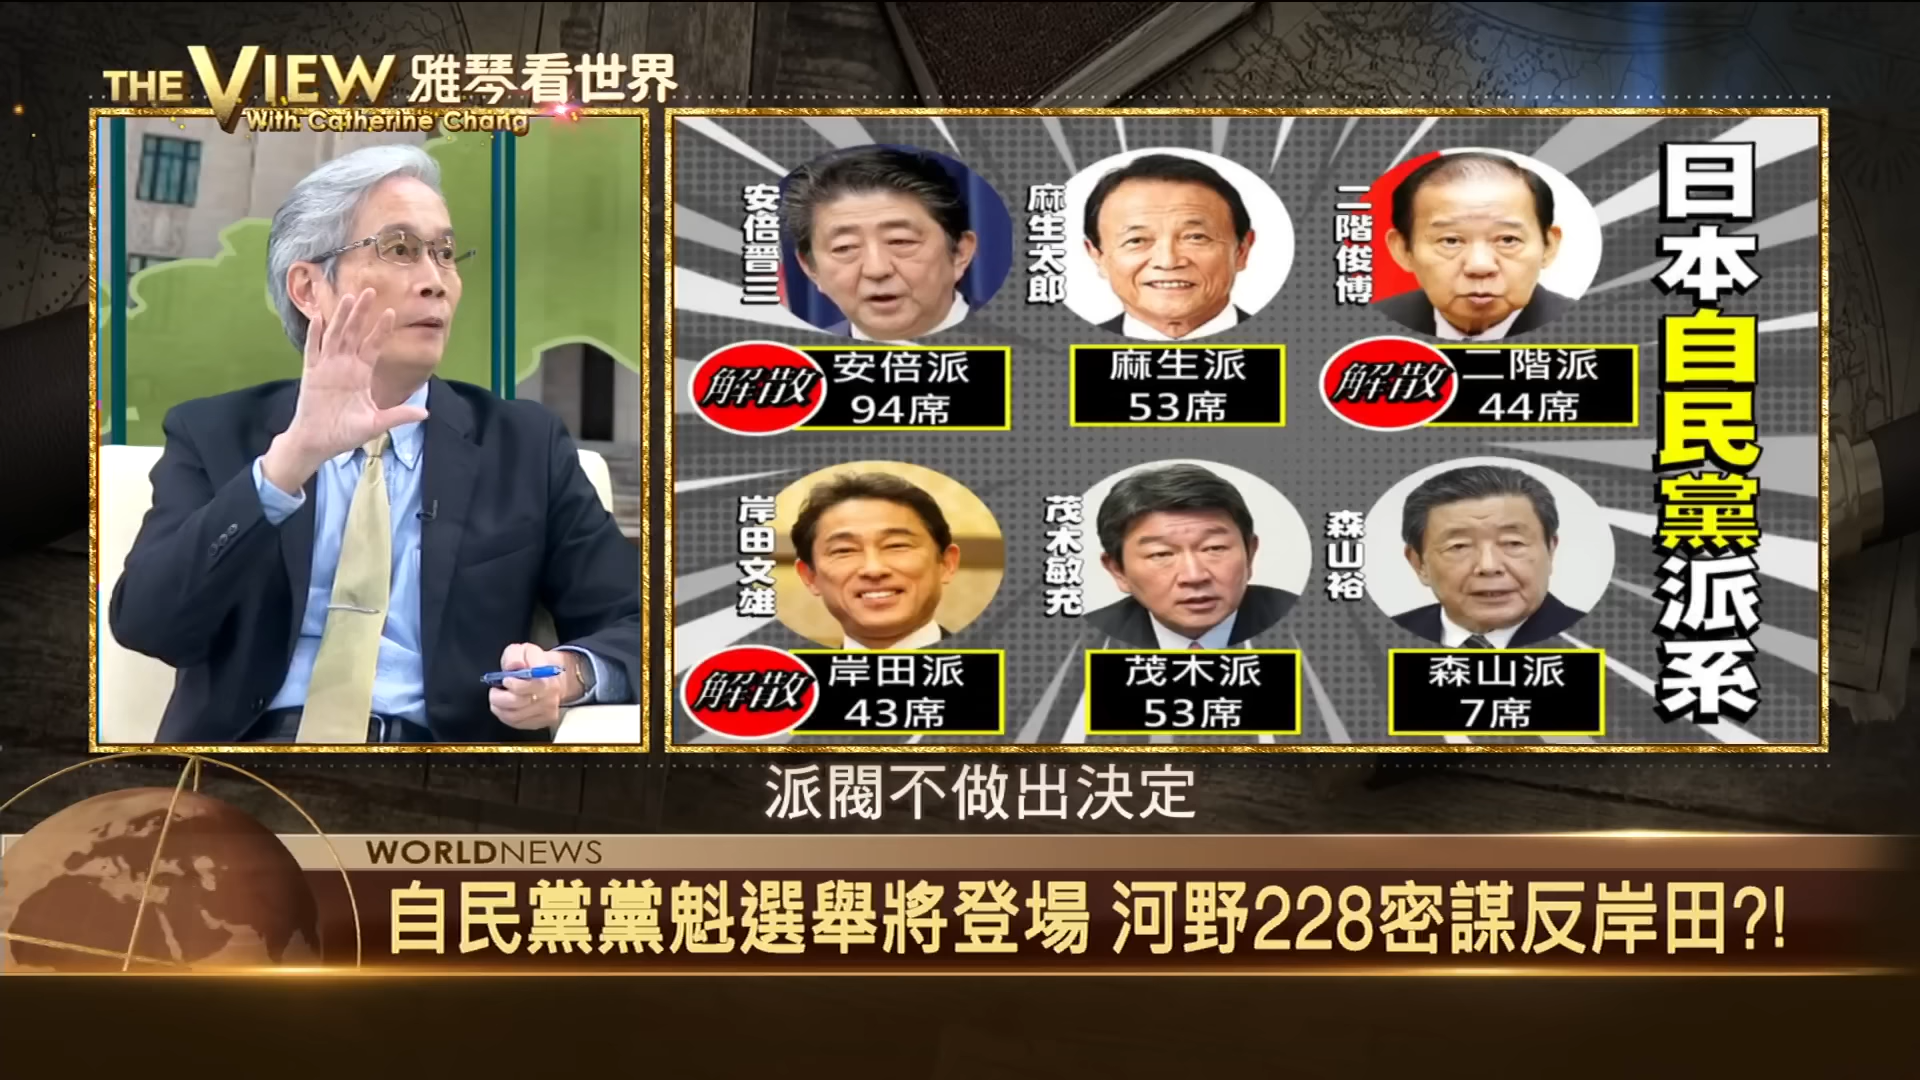 THE VIEW 雅琴看世界
With Catherine Chang
日本自民黨派系
安倍晋三
麻生太郎
二階俊博
解散
安倍派
94席
麻生派
53席
解散
二階派
44席
岸田文雄
茂木敏充
森山裕
解散
岸田派
43席
茂木派
53席
森山派
7席
派閥不做出決定
WORLDNEWS
自民黨黨魁選舉將登場 河野228密謀反岸田?!